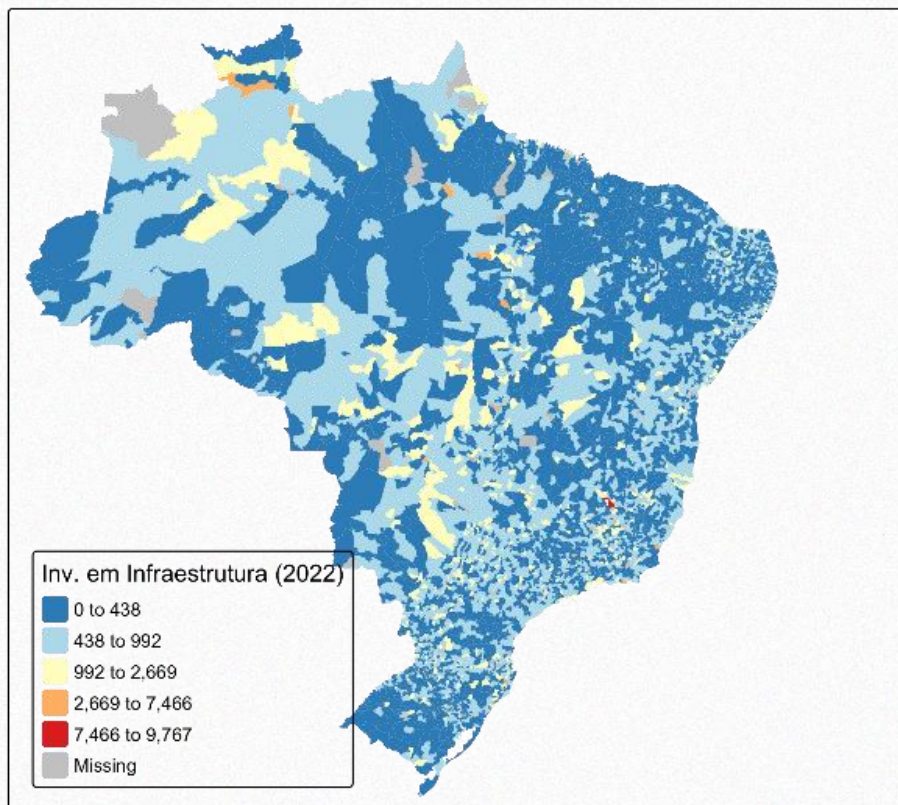 Inv. em Infraestrutura (2022)
0 to 438
438 to 992
992 to 2,669
2,669 to 7,466
7,466 to 9,767
Missing